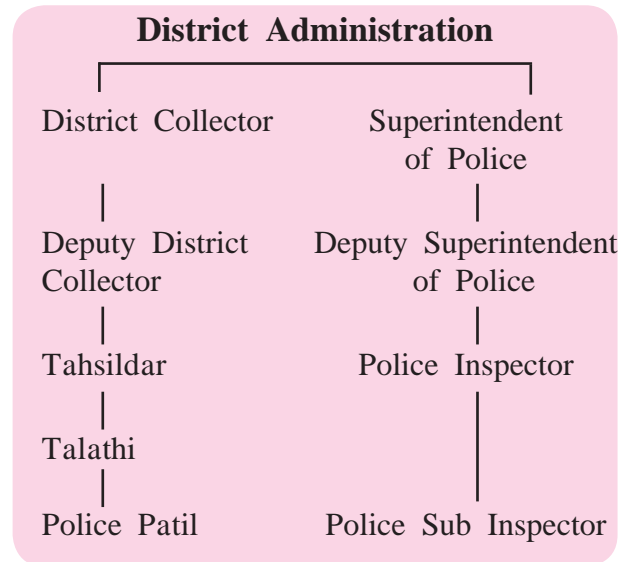 District Administration
District Collector
Deputy District
Collector
Tahsildar
Talathi
Police Patil
Superintendent
of Police
Deputy Superintendent
of Police
Police Inspector
Police Sub Inspector